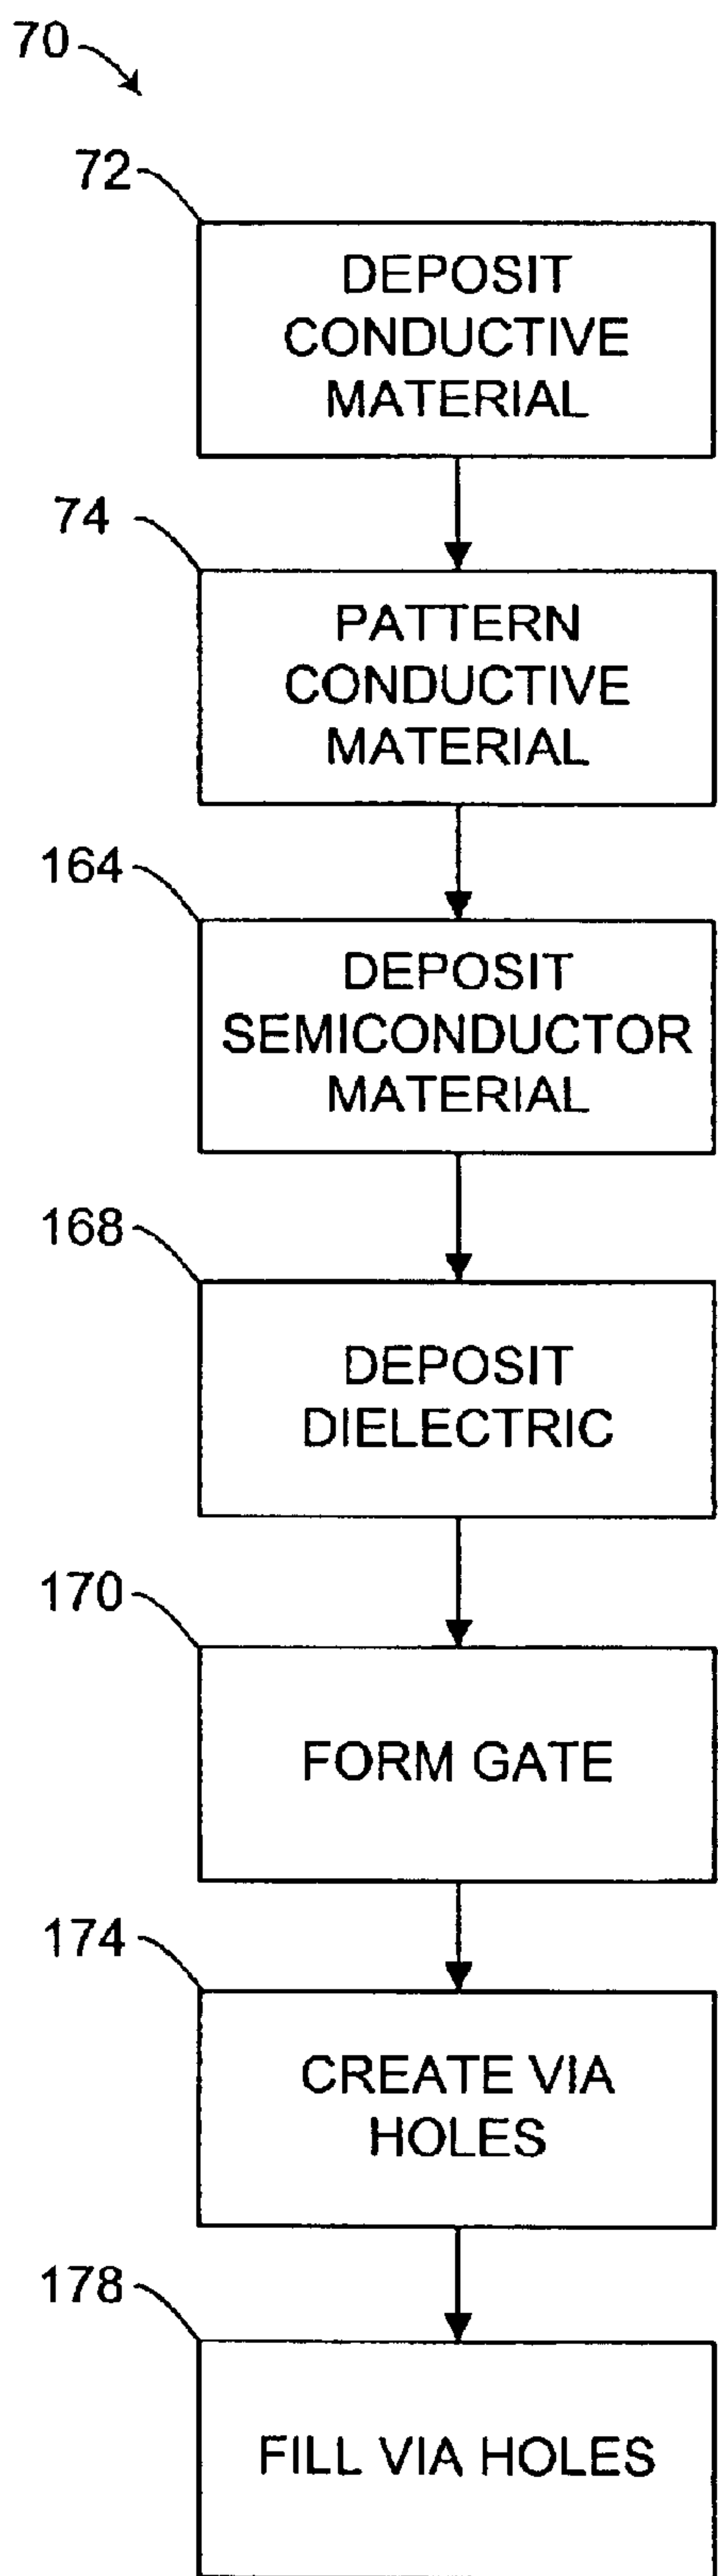 70
72
DEPOSIT
CONDUCTIVE
MATERIAL
74
PATTERN
CONDUCTIVE
MATERIAL
164
DEPOSIT
SEMICONDUCTOR
MATERIAL
168
DEPOSIT
DIELECTRIC
170
FORM GATE
174
CREATE VIA
HOLES
178
FILL VIA HOLES